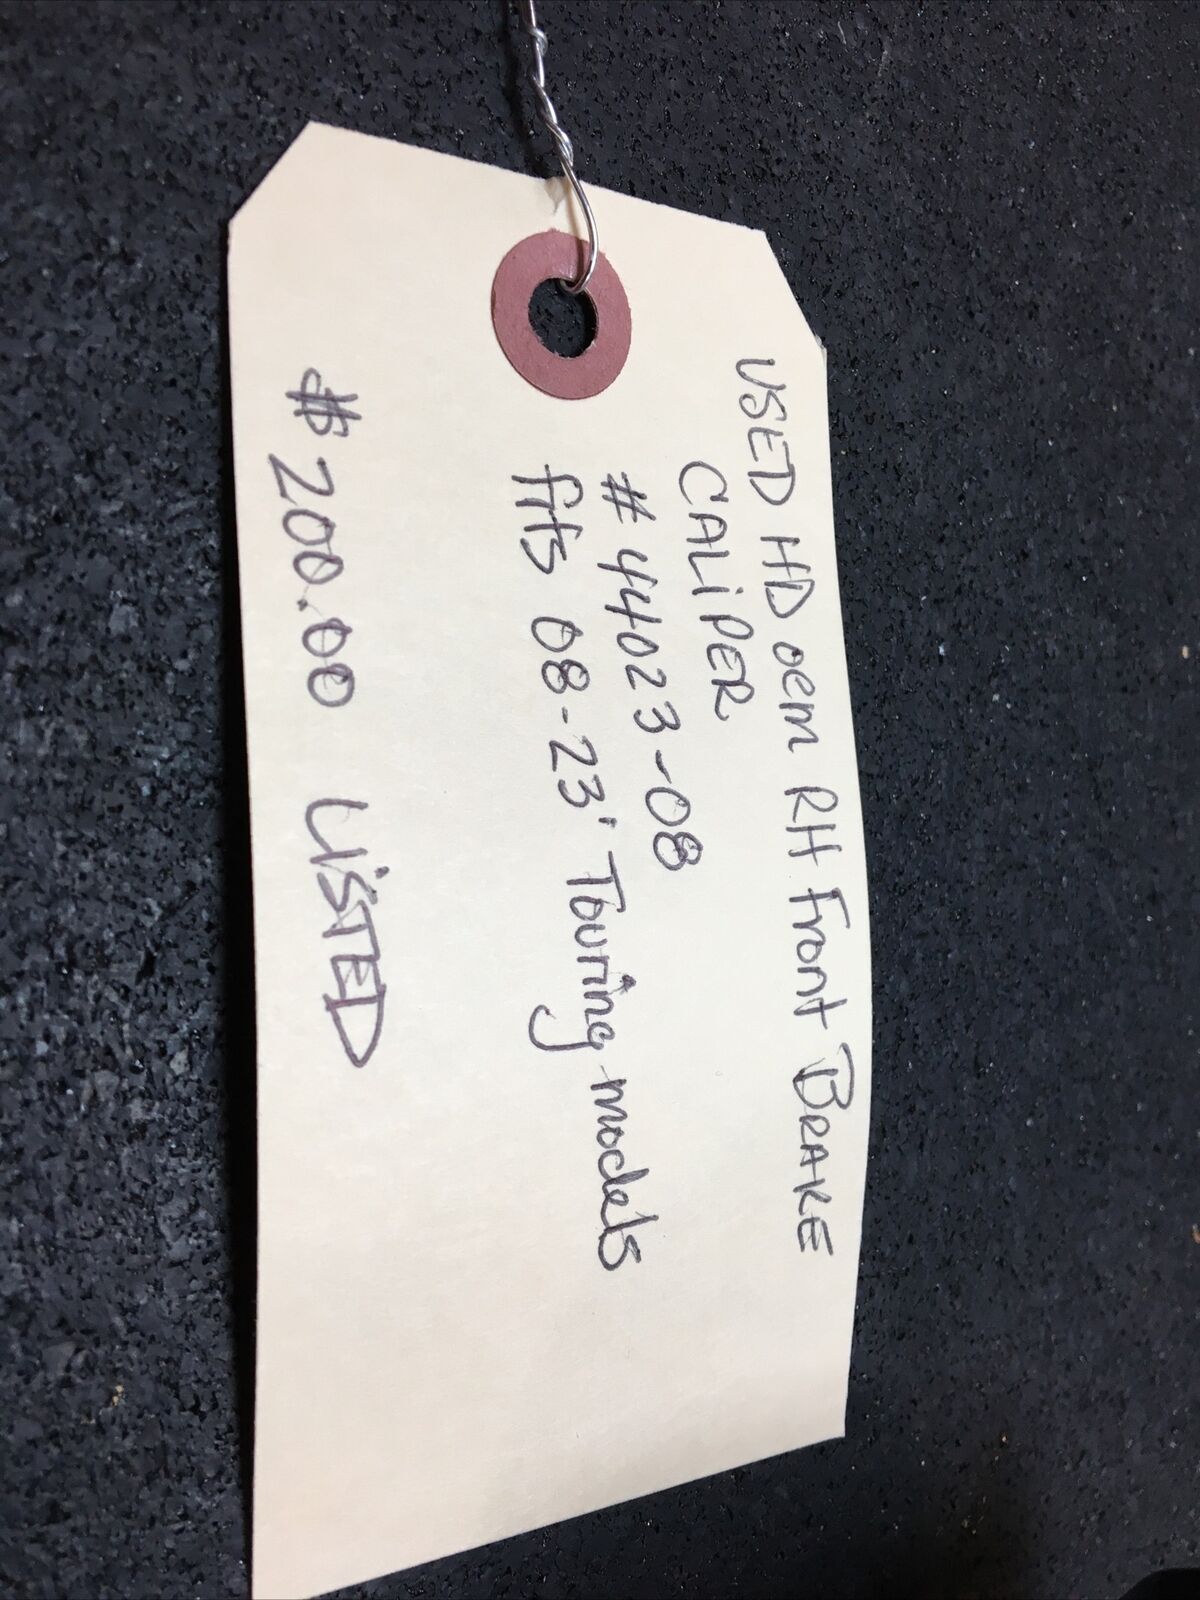 USED HD oem RH Front BRAKE
CALiPER
# 44023-08
fits 08-23' Touring models
$ 200.00 LiSTED